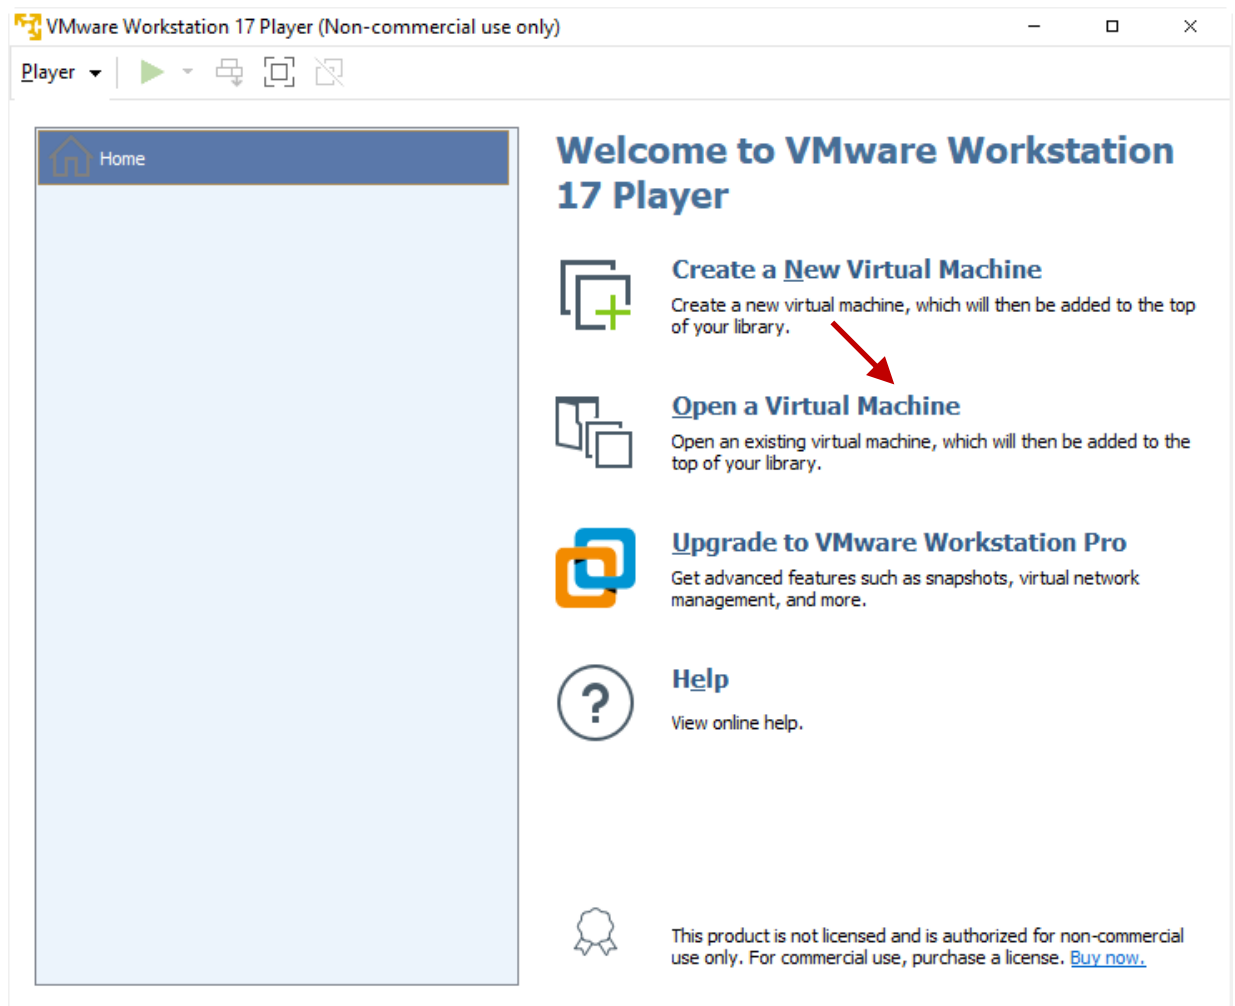 VMware Workstation 17 Player (Non-commercial use only)
Player
Home
Welcome to VMware Workstation
17 Player
Create a New Virtual Machine
Create a new virtual machine, which will then be added to the top
of your library.
Open a Virtual Machine
Open an existing virtual machine, which will then be added to the
top of your library.
Upgrade to VMware Workstation Pro
Get advanced features such as snapshots, virtual network
management, and more.
Help
View online help.
This product is not licensed and is authorized for non-commercial
use only. For commercial use, purchase a license. Buy now.